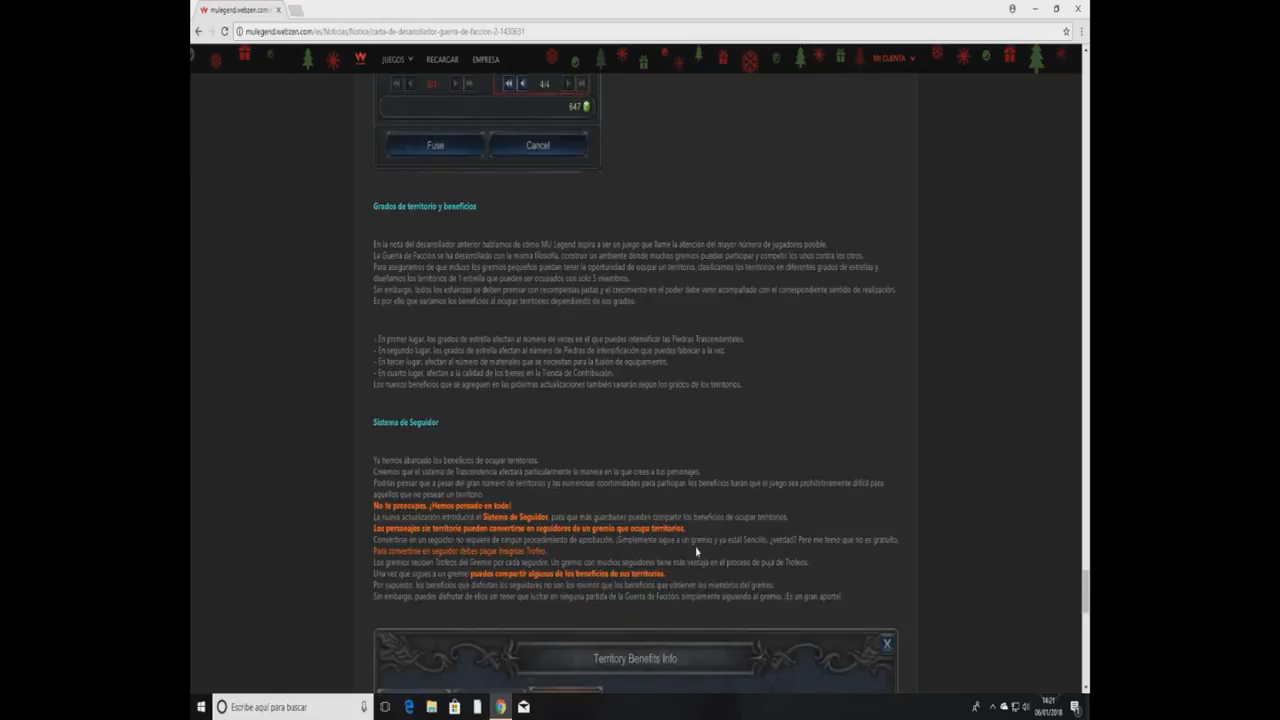 mulegend.webzen.com
mulegend.webzen.com/es/Noticias/Notice/carta-de-desarrollador-guerra-de-faccion-2-1430631
JUEGOS
RECARGAR
EMPRESA
MI CUENTA
0/1
4/4
647
Fuse
Cancel
Grados de territorio y beneficios
En la nota del desarrollador anterior hablamos de cómo MU Legend aspira a ser un juego que llame la atención del mayor número de jugadores posible.
La Guerra de Facción se ha desarrollado con la misma filosofía, construir un ambiente donde muchos gremios puedan participar y competir los unos contra los otros.
Para asegurarnos de que incluso los gremios pequeños puedan tener la oportunidad de ocupar un territorio, clasificamos los territorios en diferentes grados de estrellas y
diseñamos los territorios de 1 estrella que pueden ser ocupados con solo 5 miembros.
Sin embargo, todos los esfuerzo se deben premiar con recompensas justas y el crecimiento en el poder debe venir acompañado con el correspondiente sentido de realización.
Es por ello que variamos los beneficios al ocupar territorios dependiendo de sus grados.
- En primer lugar, los grados de estrella afectan al número de veces en el que puedes intensificar las Piedras Trascendentales.
- En segundo lugar, los grados de estrella afectan al número de Piedras de Intensificación que puedes fabricar a la vez.
- En tercer lugar, afectan al número de materiales que se necesitan para la fusión de equipamiento.
- En cuarto lugar, afectan a la calidad de los bienes en la Tienda de Contribución.
Los nuevos beneficios que se agreguen en las próximas actualizaciones también variarán según los grados de los territorios.
Sistema de Seguidor
Ya hemos abarcado los beneficios de ocupar territorios.
Creemos que el sistema de Trascendencia afectará particularmente la manera en la que crees a tus personajes.
Podrías pensar que a pesar del gran número de territorios y las numerosas oportunidades para participar, los beneficios harán que el juego sea prohibitivamente difícil para
aquellos que no posean un territorio.
No te preocupes, ¡Hemos pensado en todo!
La nueva actualización introducirá el Sistema de Seguidor, para que más guardianes puedan compartir los beneficios de ocupar territorios.
Los personajes sin territorio pueden convertirse en seguidores de un gremio que ocupa territorios.
Convertirse en un seguidor no requiere de ningún procedimiento de aprobación. ¡Simplemente sigue a un gremio y ya está! Sencillo, ¿verdad? Pero me temo que no es gratuito.
Para convertirse en seguidor debes pagar insignias Trofeo.
Los gremios reciben Trofeos del Gremio por cada seguidor. Un gremio con muchos seguidores tiene más ventaja en el proceso de puja de Trofeos.
Una vez que sigues a un gremio puedes compartir algunos de los beneficios de sus territorios.
Por supuesto, los beneficios que disfrutan los seguidores no son los mismos que los beneficios que obtienen los miembros del gremio.
Sin embargo, puedes disfrutar de ellos sin tener que luchar en ninguna partida de la Guerra de Facción, simplemente siguiendo al gremio. ¡Es un gran aporte!
Territory Benefits Info
Escribe aquí para buscar
14:21
06/01/2018